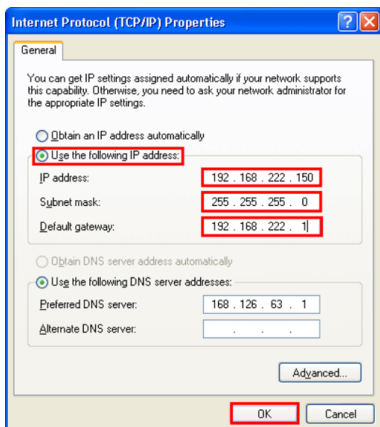 Internet Protocol (TCP/IP) Properties
General
You can get IP settings assigned automatically if your network supports
this capability. Otherwise, you need to ask your network administrator for
the appropriate IP settings.
Obtain an IP address automatically
Use the following IP address:
IP address: 192 . 168 . 222 . 150
Subnet mask: 255 . 255 . 255 . 0
Default gateway: 192 . 168 . 222 . 1
Obtain DNS server address automatically
Use the following DNS server addresses:
Preferred DNS server: 168 . 126 . 63 . 1
Alternate DNS server: . . .
Advanced...
OK Cancel